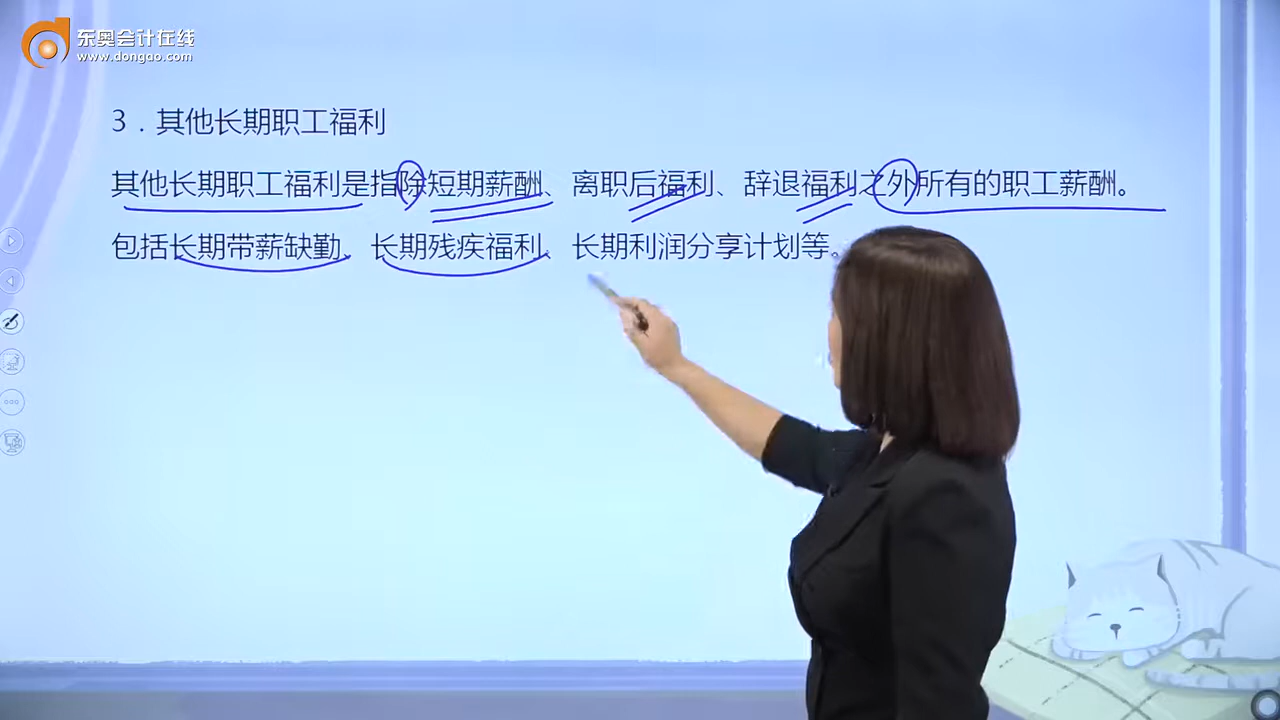 东奥会计在线
www.dongao.com
3．其他长期职工福利
其他长期职工福利是指除短期薪酬、离职后福利、辞退福利之外所有的职工薪酬。
包括长期带薪缺勤、长期残疾福利、长期利润分享计划等。